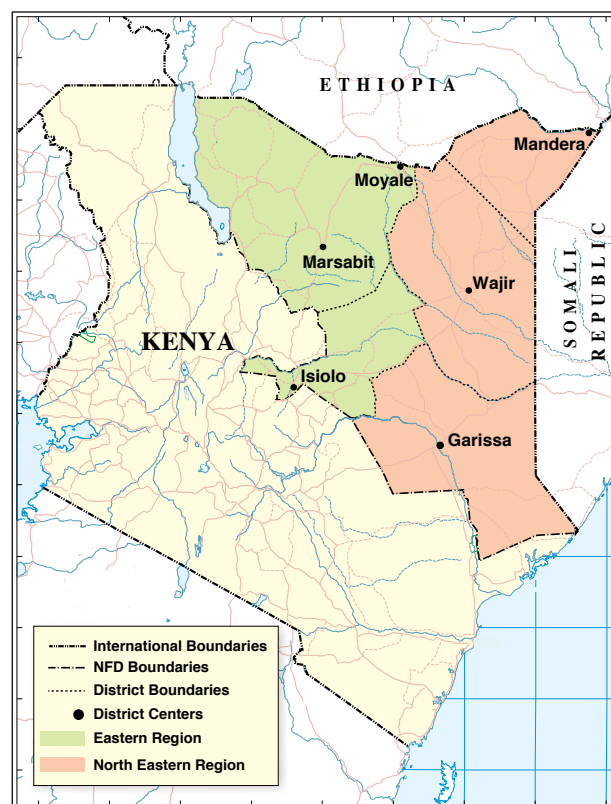 ETHIOPIA
Mandera
Moyale
Marsabit
Wajir
SOMALI
REPUBLIC
KENYA
Isiolo
Garissa
International Boundaries
NFD Boundaries
District Boundaries
District Centers
Eastern Region
North Eastern Region